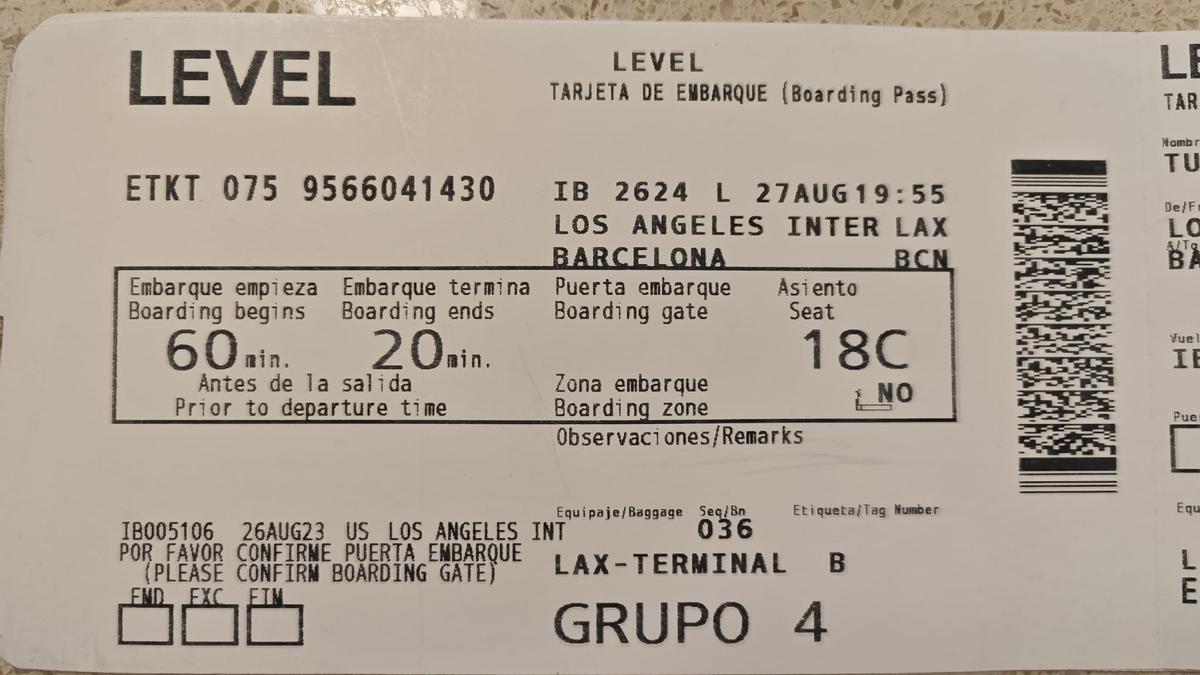 LEVEL
LEVEL
TARJETA DE EMBARQUE (Boarding Pass)
ETKT 075 9566041430
IB 2624 L 27AUG19:55
LOS ANGELES INTER LAX
BARCELONA BCN
Embarque empieza Embarque termina Puerta embarque Asiento
Boarding begins Boarding ends Boarding gate Seat
60min. 20min. 18C
Antes de la salida Zona embarque NO
Prior to departure time Boarding zone
Observaciones/Remarks
Equipaje/Baggage Seq/Bn Etiqueta/Tag Number
036
IB005106 26AUG23 US LOS ANGELES INT
POR FAVOR CONFIRME PUERTA EMBARQUE
(PLEASE CONFIRM BOARDING GATE)
LAX-TERMINAL B
FMD EXC FIM
GRUPO 4